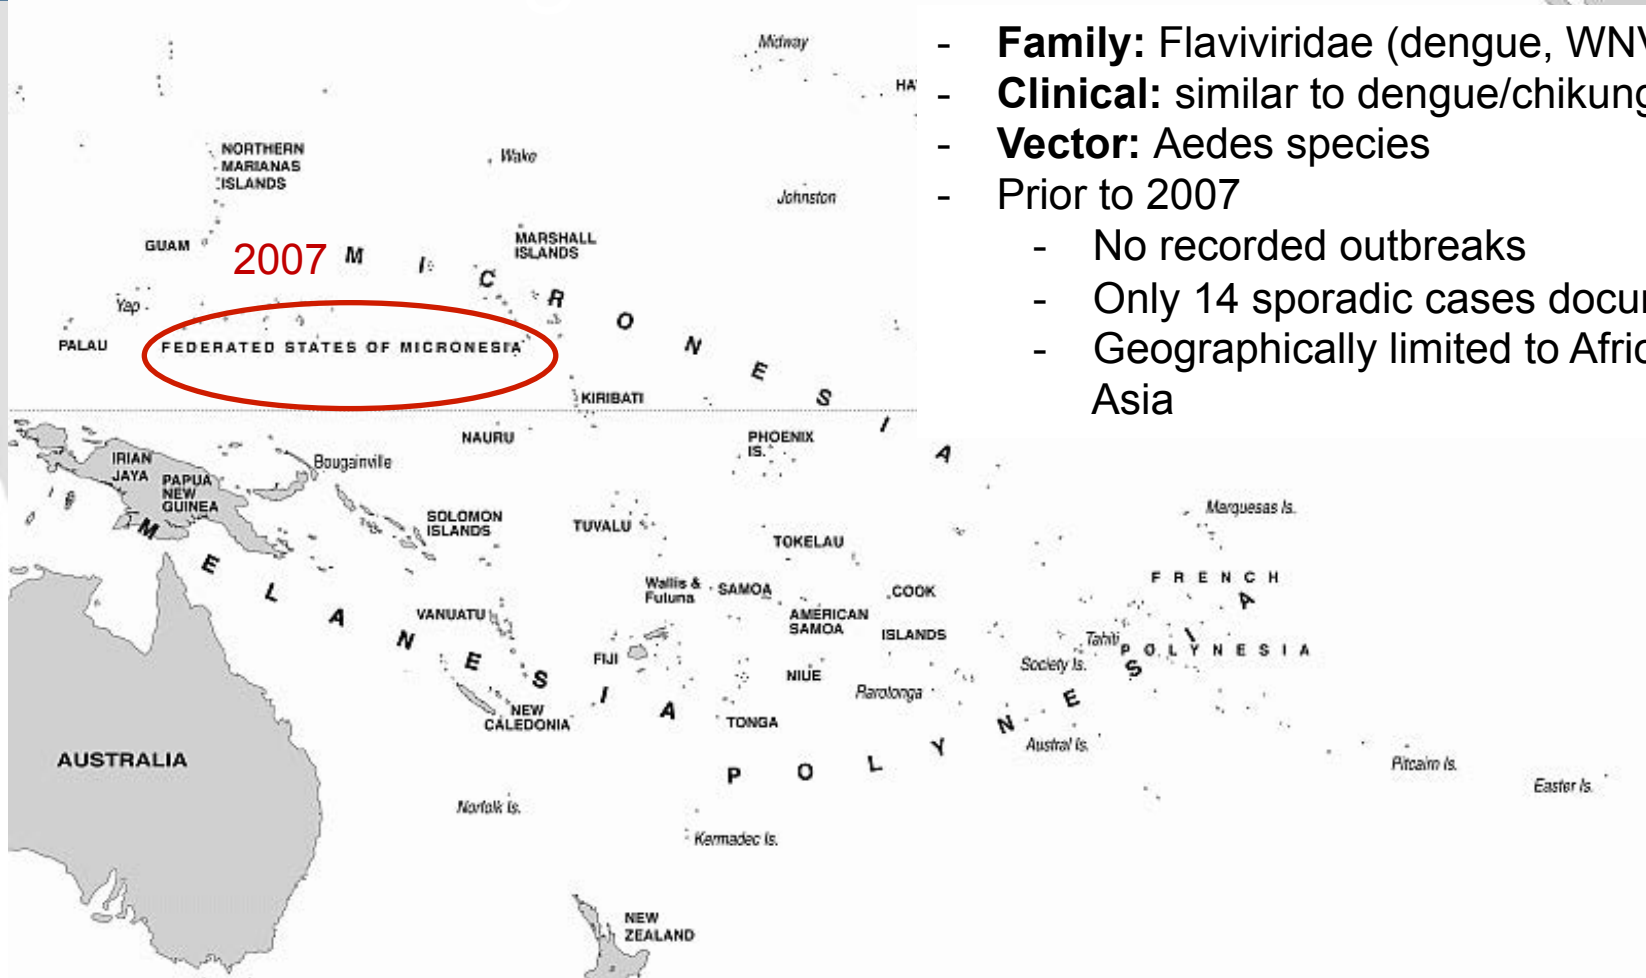 - Family: Flaviviridae (dengue, WNV
- Clinical: similar to dengue/chikung
- Vector: Aedes species
- Prior to 2007
- No recorded outbreaks
- Only 14 sporadic cases docu
- Geographically limited to Afric
Asia
Midway
HA
NORTHERN
MARIANAS
ISLANDS
Wake
Johnston
GUAM
2007
MARSHALL
ISLANDS
MICRONESIA
Yap
PALAU
FEDERATED STATES OF MICRONESIA
KIRIBATI
NAURU
PHOENIX
IS.
IRIAN
JAYA
PAPUA
NEW
GUINEA
Bougainville
SOLOMON
ISLANDS
TUVALU
TOKELAU
Marquesas Is.
MELANESIA
Wallis &
Futuna
SAMOA
AMERICAN
SAMOA
COOK
ISLANDS
FRENCH
POLYNESIA
VANUATU
FIJI
NIUE
Tahiti
Society Is.
Rarotonga
NEW
CALEDONIA
TONGA
POLYNESIA
Austral Is.
AUSTRALIA
Pitcairn Is.
Easter Is.
Norfolk Is.
Kermadec Is.
NEW
ZEALAND